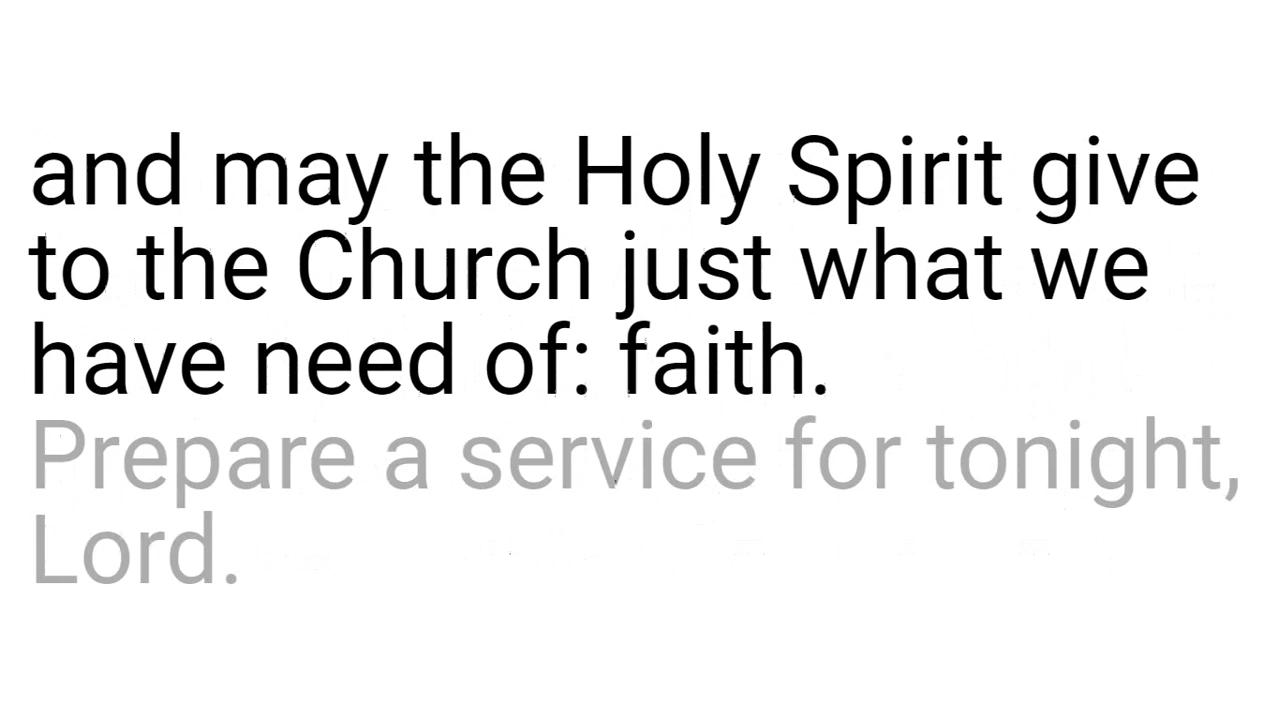 and may the Holy Spirit give
to the Church just what we
have need of: faith.
Prepare a service for tonight,
Lord.